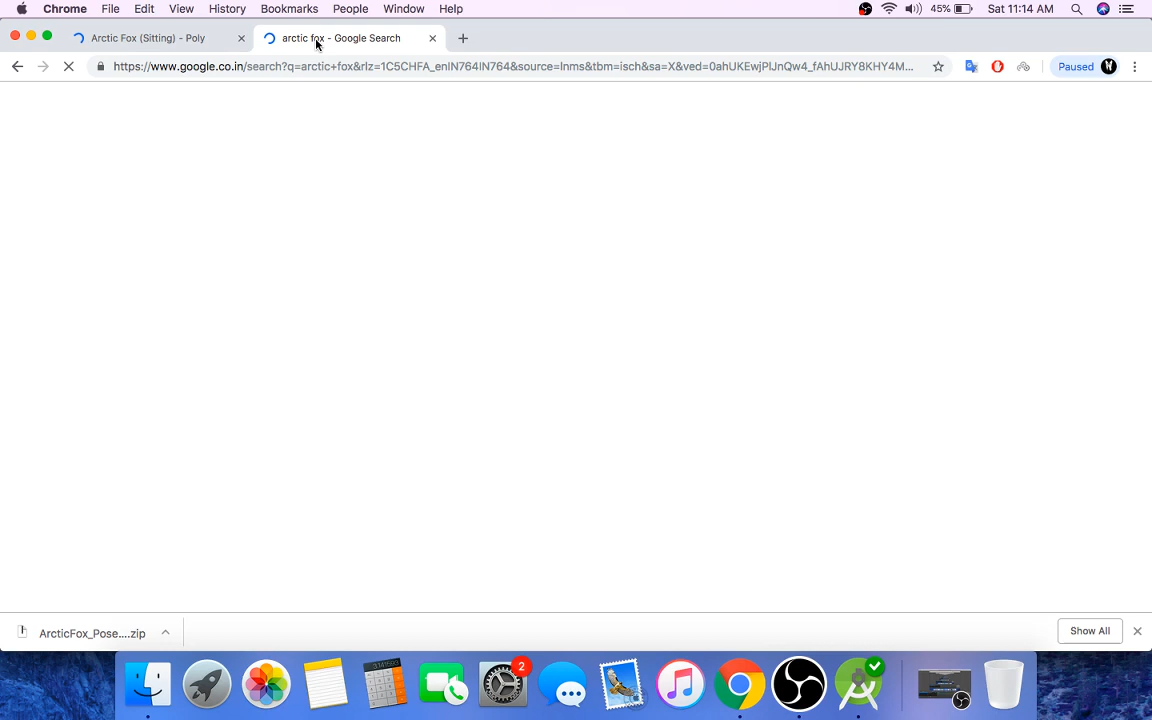 Chrome File Edit View History Bookmarks People Window Help 45% Sat 11:14 AM
Arctic Fox (Sitting) - Poly arctic fox - Google Search
https://www.google.co.in/search?q=arctic+fox&rlz=1C5CHFA_enIN764IN764&source=lnms&tbm=isch&sa=X&ved=0ahUKEwjPlJnQw4_fAhUJRY8KHY4M... Paused
ArcticFox_Pose....zip Show All
2